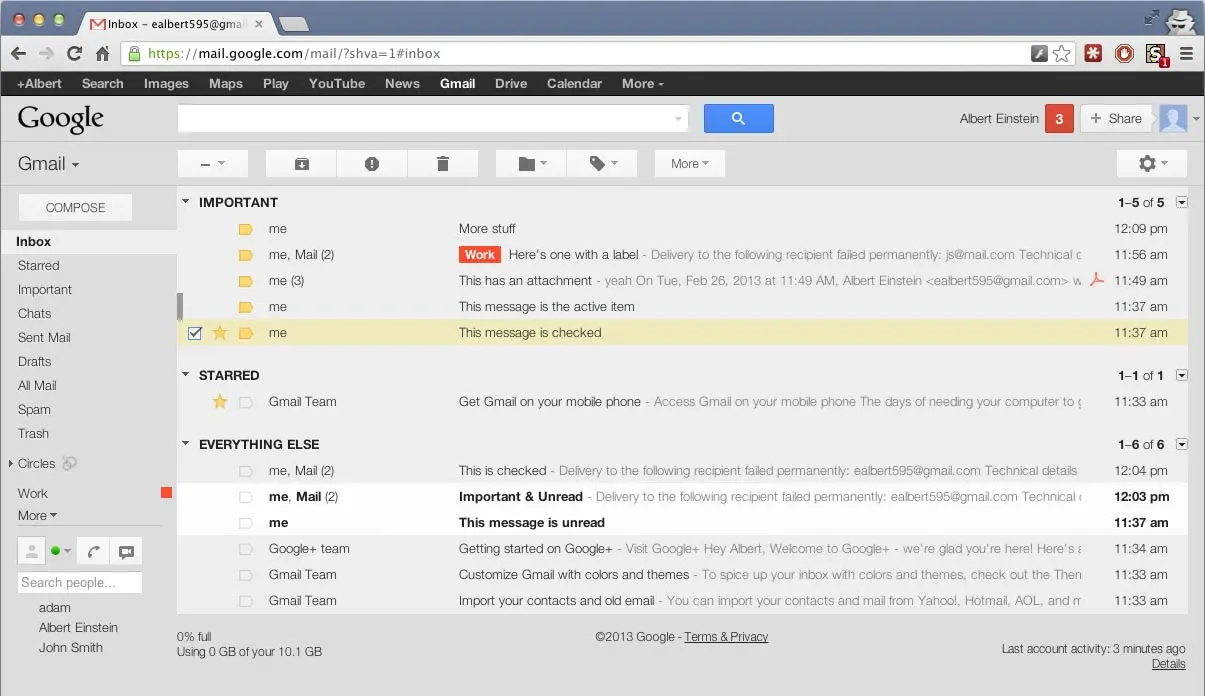 Inbox – ealbert595@gmai
https://mail.google.com/mail/?shva=1#inbox
1
+Albert Search Images Maps Play YouTube News Gmail Drive Calendar More
Google Albert Einstein 3 + Share
Gmail More
COMPOSE
Inbox
Starred
Important
Chats
Sent Mail
Drafts
All Mail
Spam
Trash
Circles
Work
More
Search people...
adam
Albert Einstein
John Smith
IMPORTANT 1–5 of 5
me More stuff 12:09 pm
me, Mail (2) Work Here's one with a label - Delivery to the following recipient failed permanently: js@mail.com Technical c 11:56 am
me (3) This has an attachment - yeah On Tue, Feb 26, 2013 at 11:49 AM, Albert Einstein <ealbert595@gmail.com> w 11:49 am
me This message is the active item 11:37 am
me This message is checked 11:37 am
STARRED 1–1 of 1
Gmail Team Get Gmail on your mobile phone - Access Gmail on your mobile phone The days of needing your computer to g 11:33 am
EVERYTHING ELSE 1–6 of 6
me, Mail (2) This is checked - Delivery to the following recipient failed permanently: ealbert595@gmail.com Technical details 12:04 pm
me, Mail (2) Important & Unread - Delivery to the following recipient failed permanently: ealbert595@gmail.com Technical c 12:03 pm
me This message is unread 11:37 am
Google+ team Getting started on Google+ - Visit Google+ Hey Albert, Welcome to Google+ - we're glad you're here! Here's a 11:34 am
Gmail Team Customize Gmail with colors and themes - To spice up your inbox with colors and themes, check out the Then 11:33 am
Gmail Team Import your contacts and old email - You can import your contacts and mail from Yahoo!, Hotmail, AOL, and m 11:33 am
0% full
Using 0 GB of your 10.1 GB
©2013 Google - Terms & Privacy
Last account activity: 3 minutes ago
Details